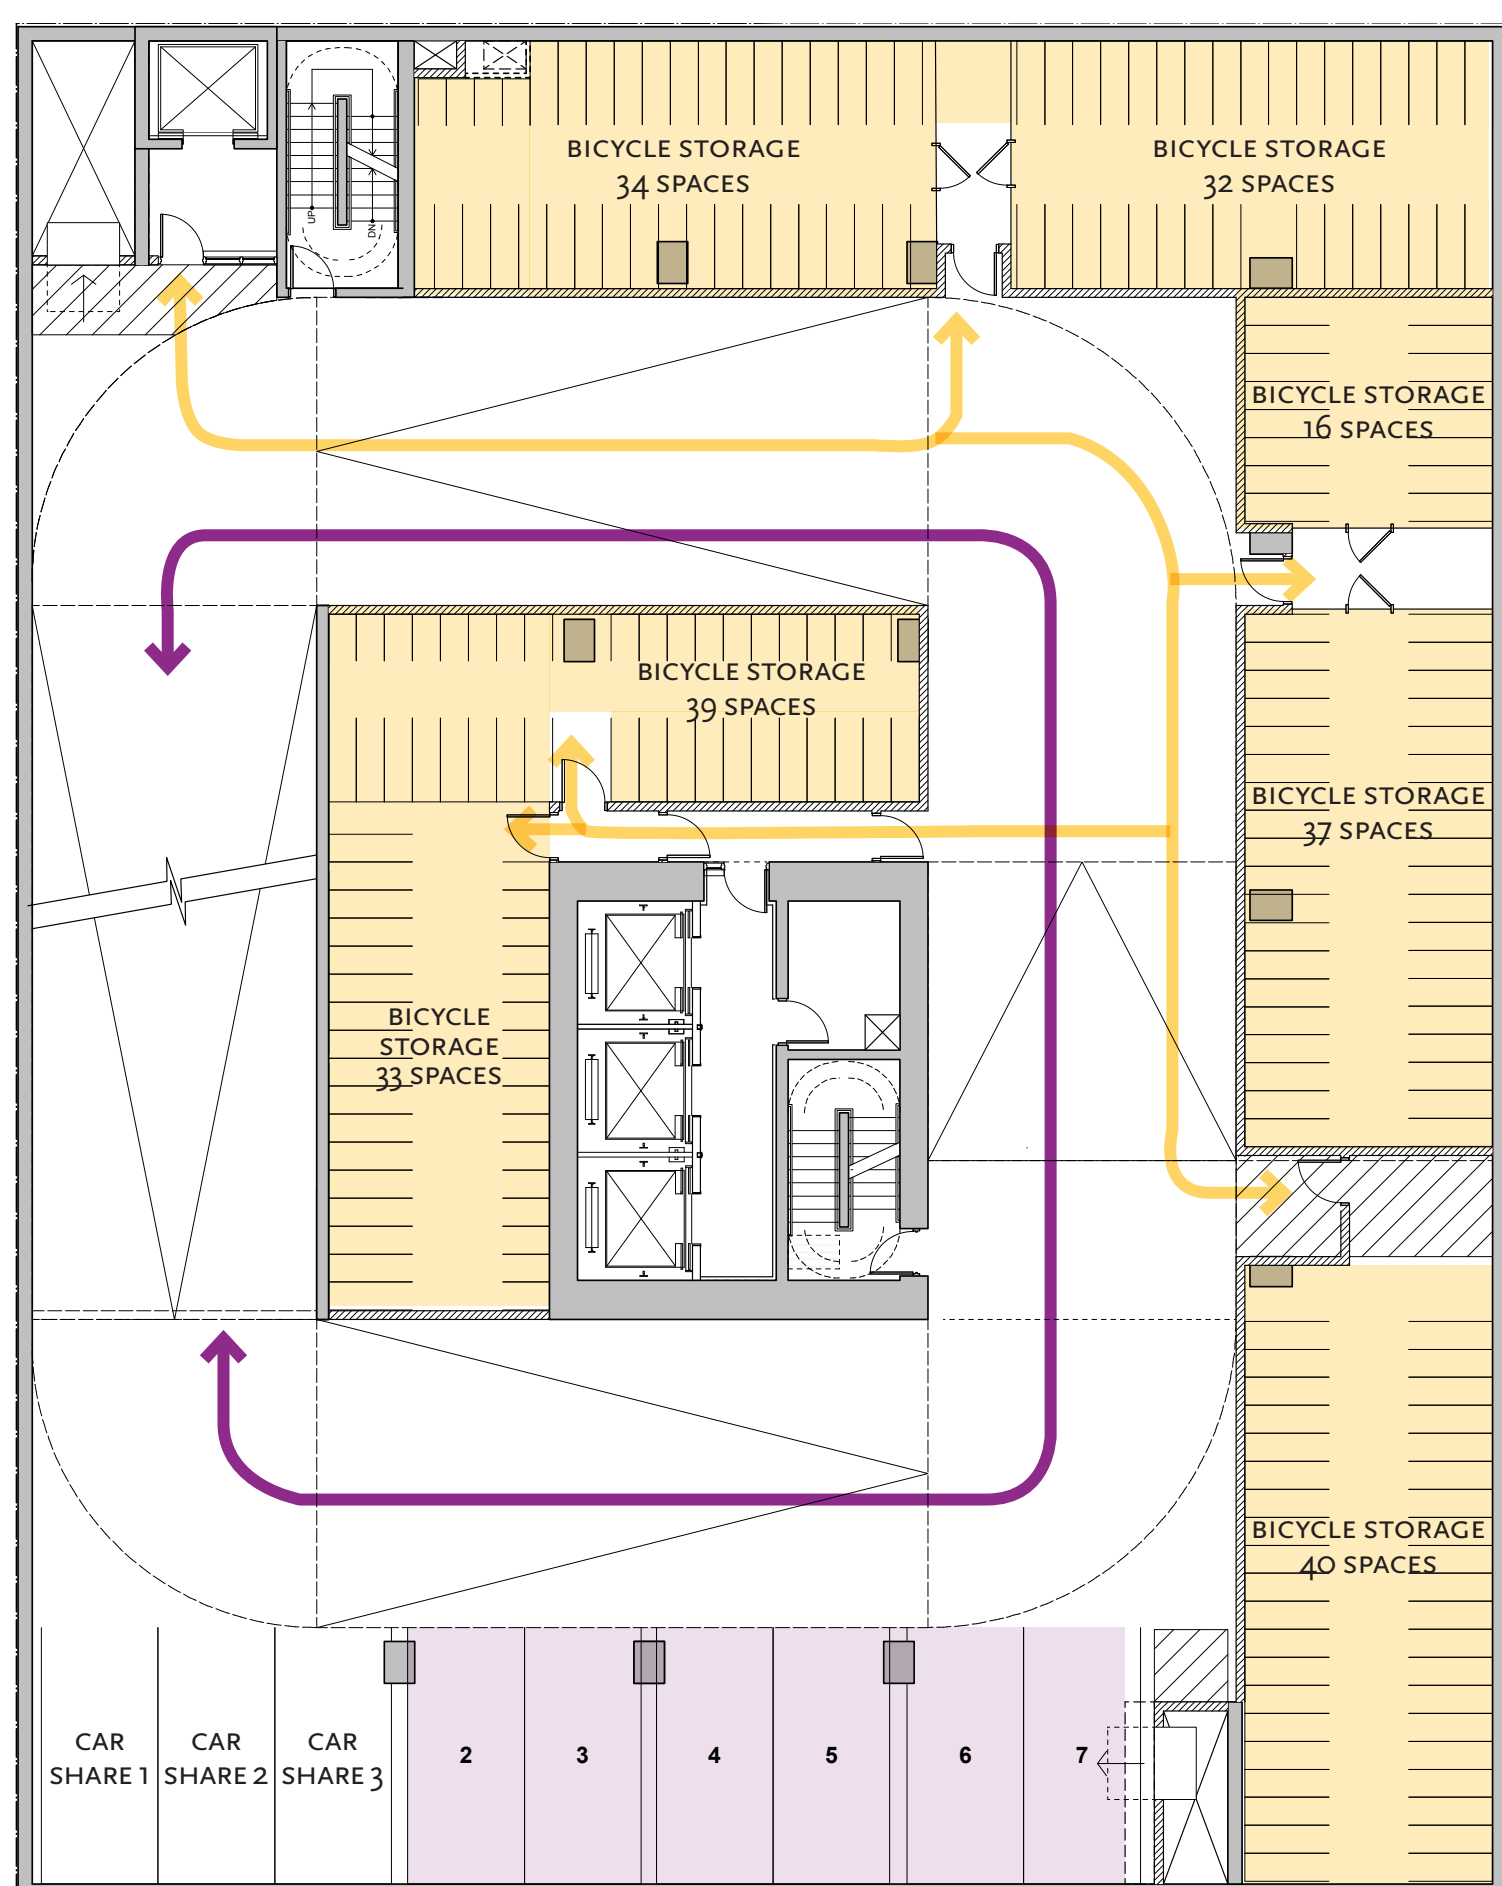 BICYCLE STORAGE
34 SPACES
BICYCLE STORAGE
32 SPACES
UP
DN
BICYCLE STORAGE
16 SPACES
BICYCLE STORAGE
39 SPACES
BICYCLE STORAGE
37 SPACES
BICYCLE
STORAGE
33 SPACES
BICYCLE STORAGE
40 SPACES
CAR
SHARE 1
CAR
SHARE 2
CAR
SHARE 3
2
3
4
5
6
7